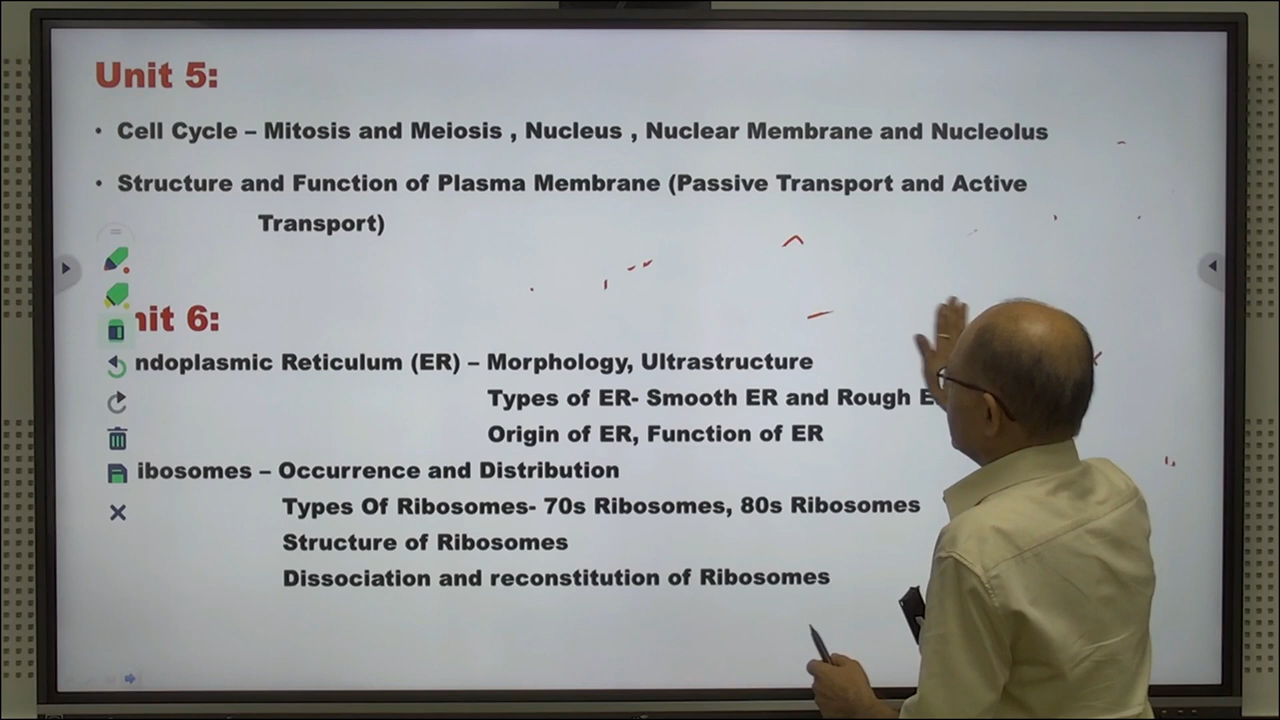 Unit 5:
• Cell Cycle – Mitosis and Meiosis , Nucleus , Nuclear Membrane and Nucleolus
• Structure and Function of Plasma Membrane (Passive Transport and Active
Transport)
nit 6:
ndoplasmic Reticulum (ER) – Morphology, Ultrastructure
Types of ER- Smooth ER and Rough E
Origin of ER, Function of ER
ibosomes – Occurrence and Distribution
Types Of Ribosomes- 70s Ribosomes, 80s Ribosomes
Structure of Ribosomes
Dissociation and reconstitution of Ribosomes